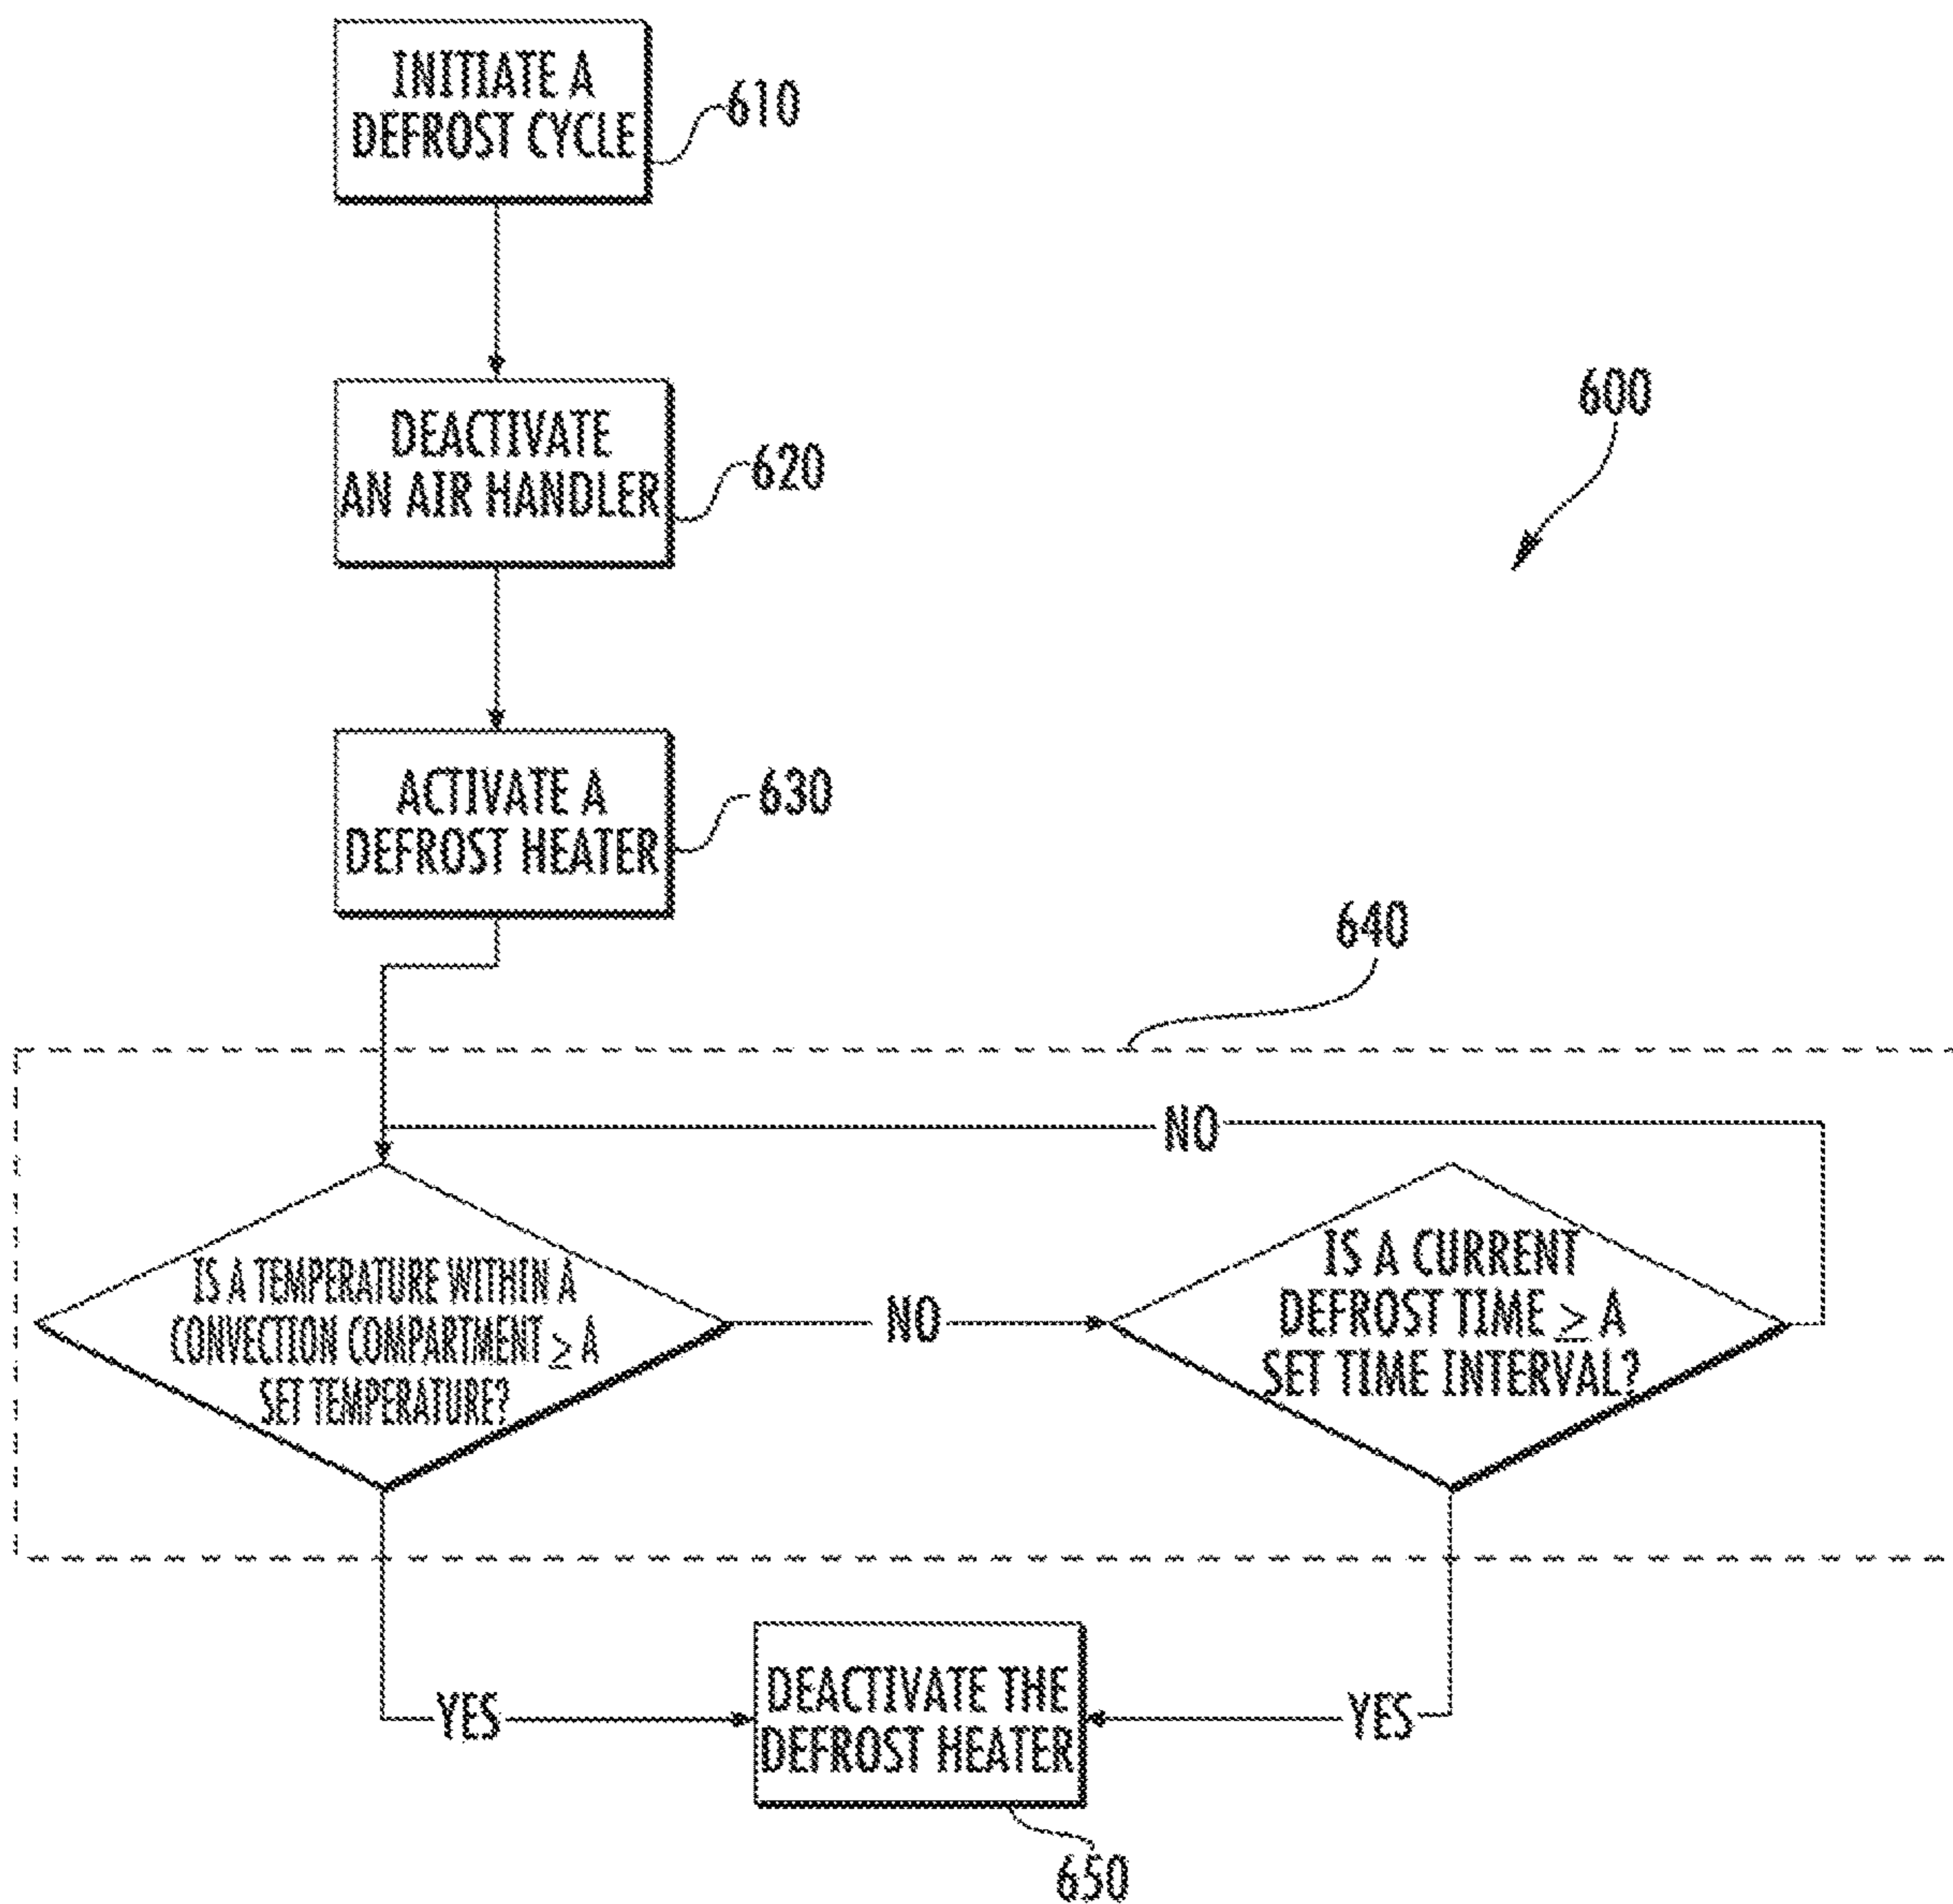 INITIATE A
DEFROST CYCLE
610
DEACTIVATE
AN AIR HANDLER
620
600
ACTIVATE A
DEFROST HEATER
630
640
NO
IS A TEMPERATURE WITHIN A
CONVECTION COMPARTMENT ≥ A
SET TEMPERATURE?
NO
IS A CURRENT
DEFROST TIME ≥ A
SET TIME INTERVAL?
YES
DEACTIVATE THE
DEFROST HEATER
YES
650